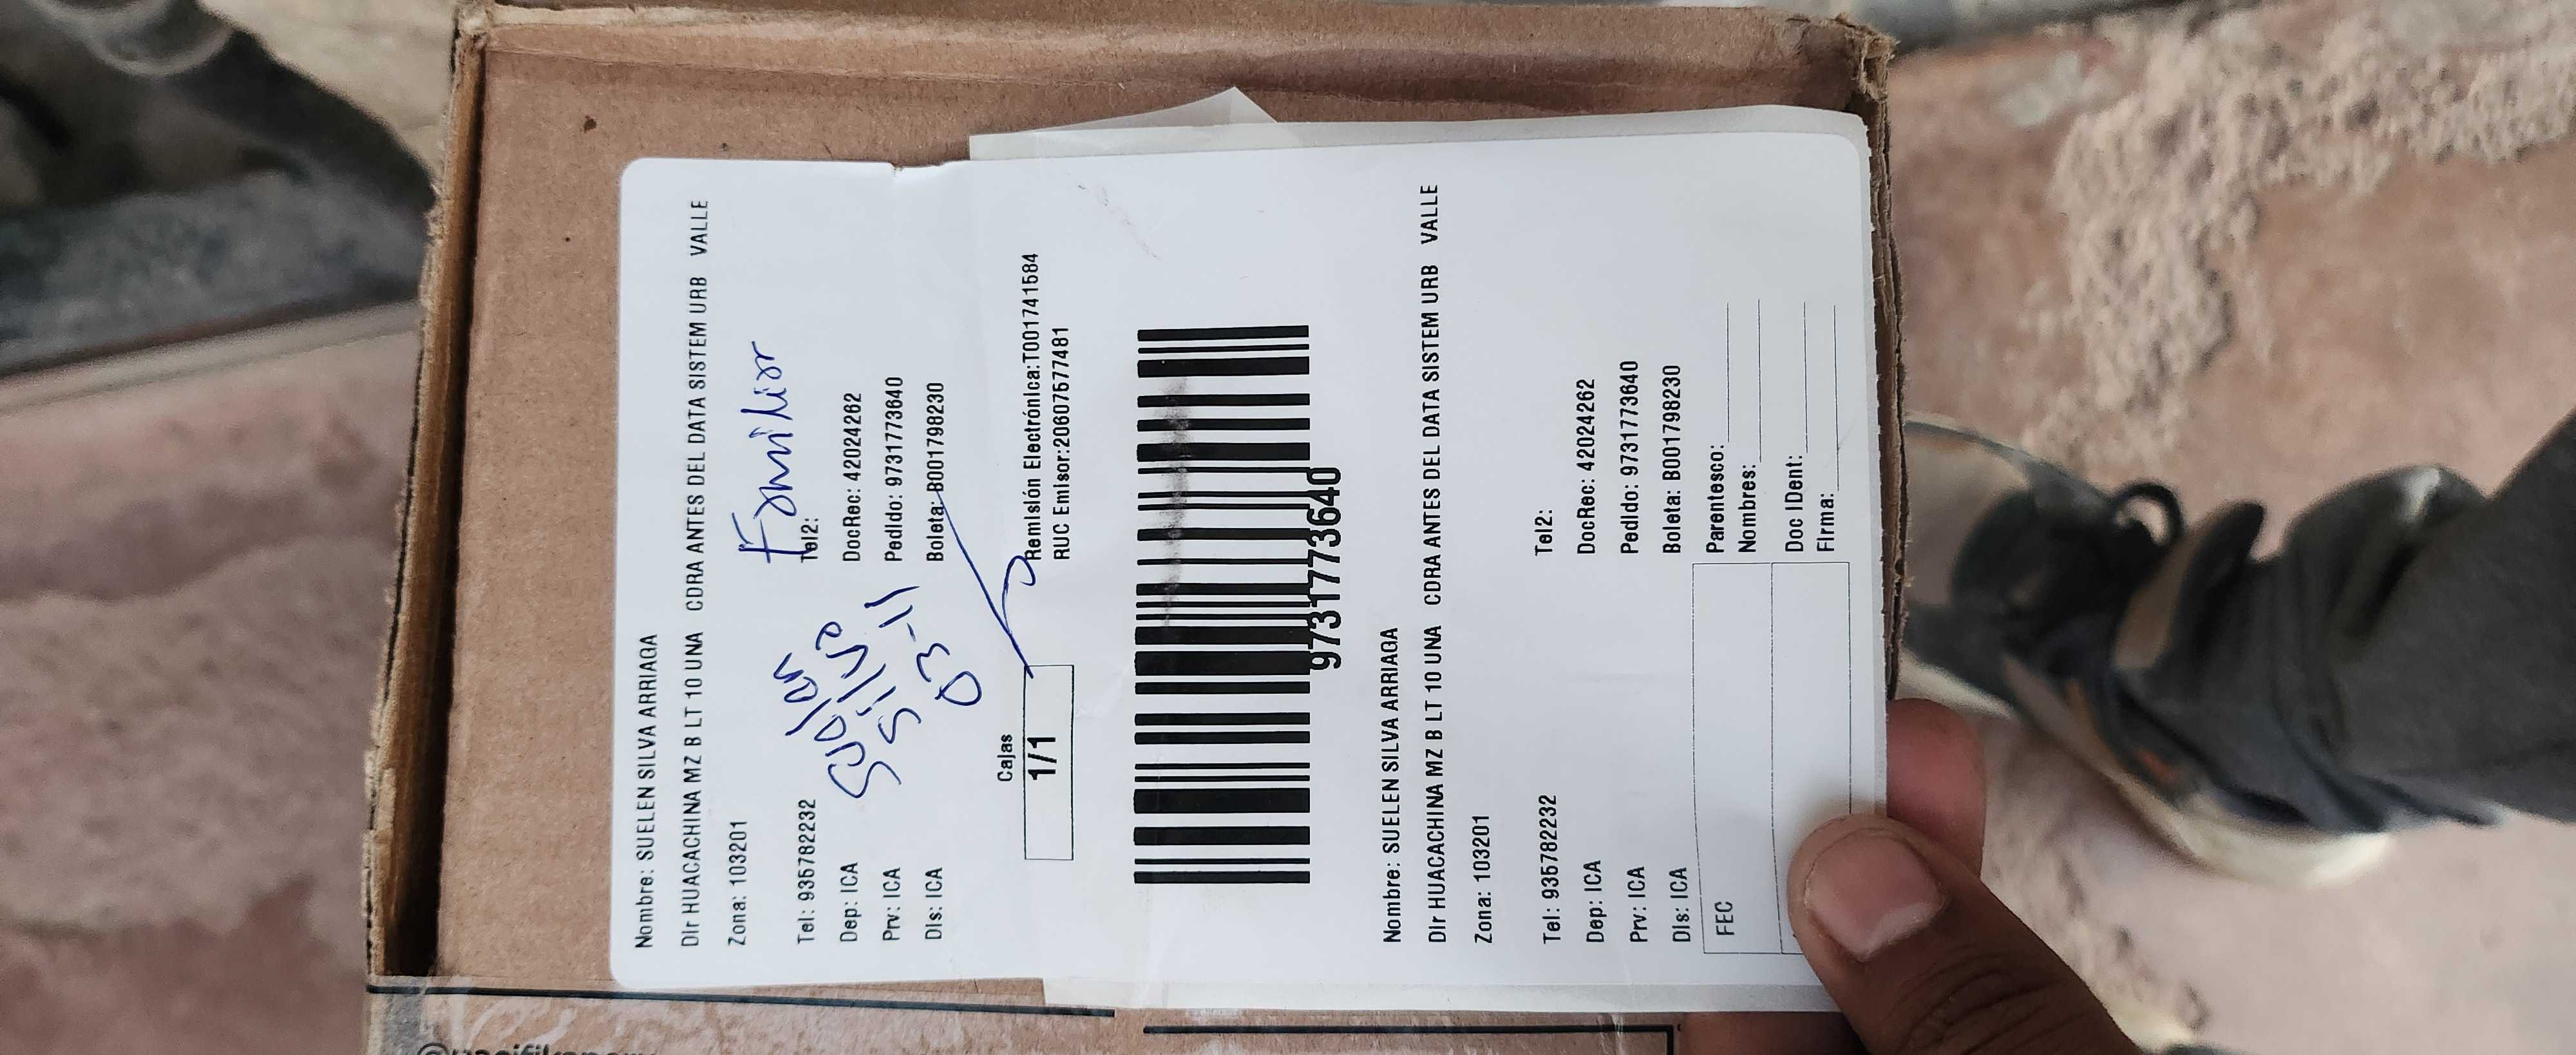 Nombre: SUELEN SILVA ARRIAGA
Dir HUACACHINA MZ B LT 10 UNA CDRA ANTES DEL DATA SISTEM URB VALLE
Zona: 103201
Familiar
Tel: 935782232 Tel2:
Dep: ICA DocRec: 42024262
Prv: ICA Pedido: 9731773640
Dis: ICA Boleta: B001798230
Silva
03-11
Cajas
1/1
Remisión Electrónica:T001741584
RUC Emisor:20607577481
9731773640
Nombre: SUELEN SILVA ARRIAGA
Dir HUACACHINA MZ B LT 10 UNA CDRA ANTES DEL DATA SISTEM URB VALLE
Zona: 103201
Tel: 935782232 Tel2:
Dep: ICA DocRec: 42024262
Prv: ICA Pedido: 9731773640
Dis: ICA Boleta: B001798230
FEC
Parentesco:
Nombres:
Doc IDent:
Firma: